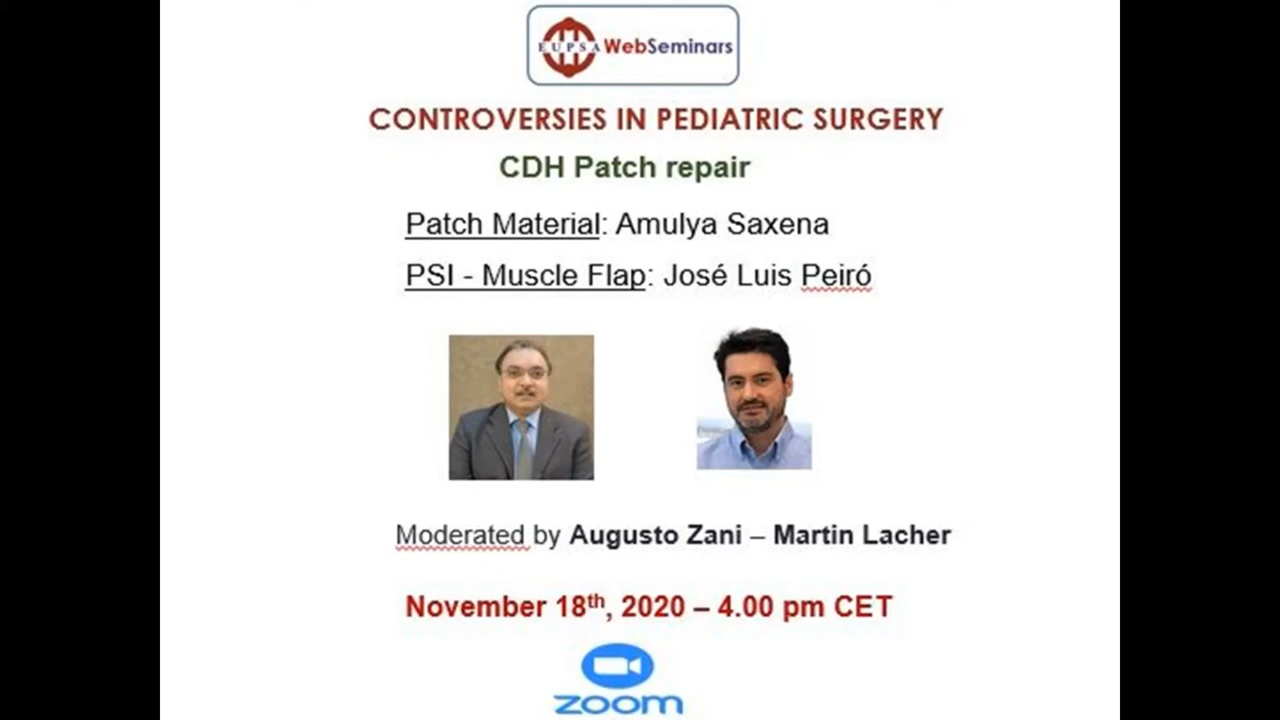 EUPSA WebSeminars
CONTROVERSIES IN PEDIATRIC SURGERY
CDH Patch repair
Patch Material: Amulya Saxena
PSI - Muscle Flap: José Luis Peiró
Moderated by Augusto Zani – Martin Lacher
November 18th, 2020 – 4.00 pm CET
zoom